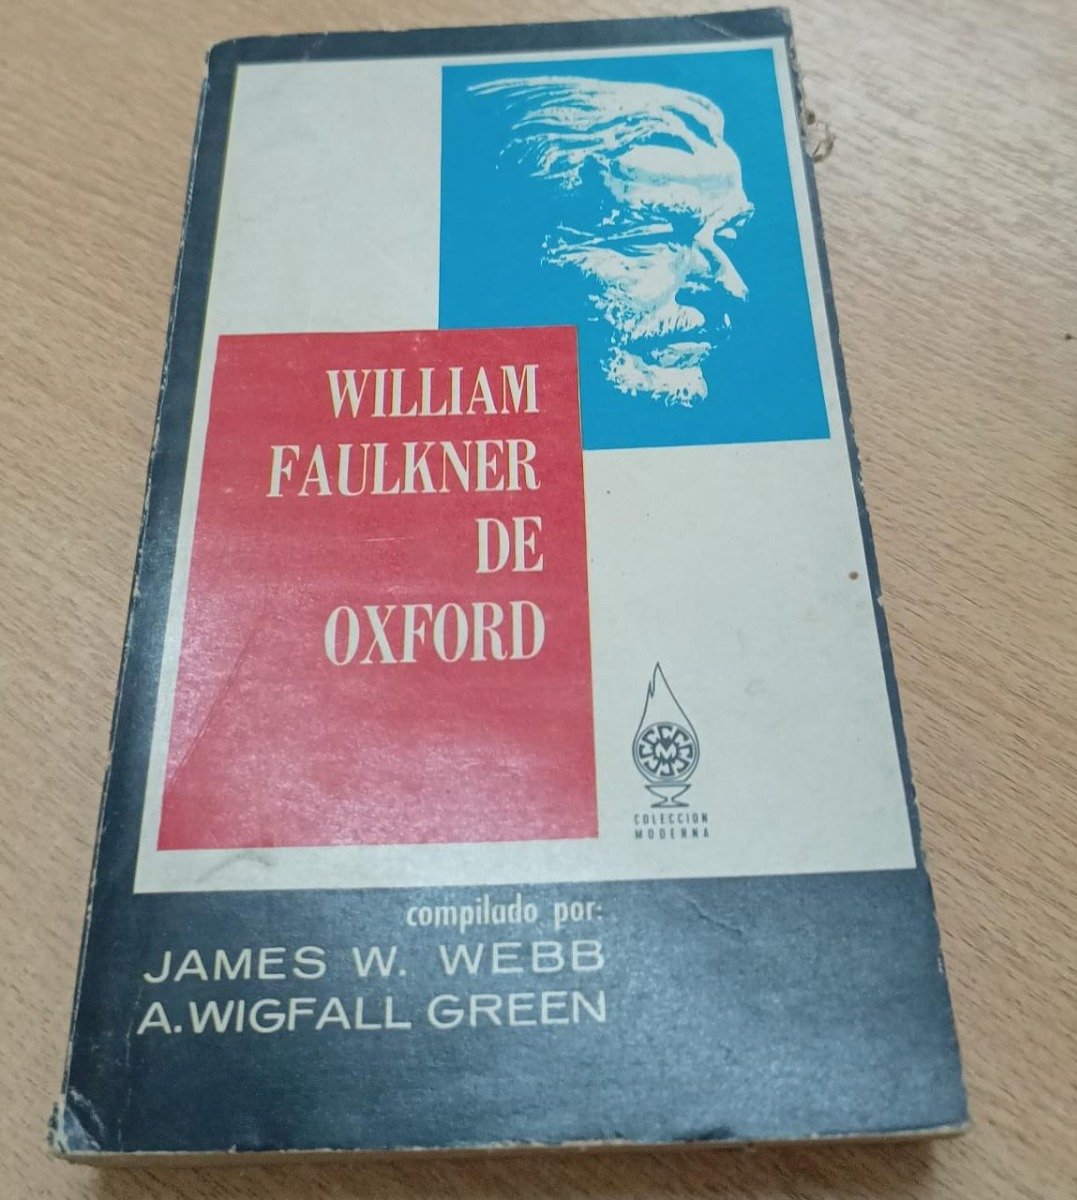 WILLIAM
FAULKNER
DE
OXFORD
M
COLECCION
MODERNA
compilado por:
JAMES W. WEBB
A. WIGFALL GREEN